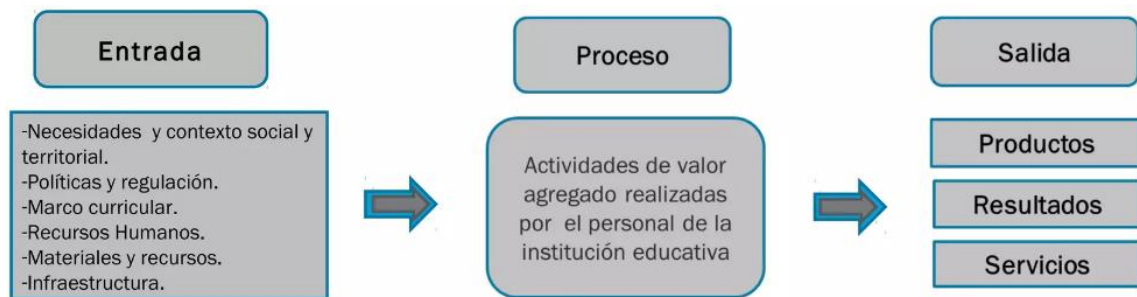 Entrada
Proceso
Salida
-Necesidades y contexto social y
territorial.
-Políticas y regulación.
-Marco curricular.
-Recursos Humanos.
-Materiales y recursos.
-Infraestructura.
Actividades de valor
agregado realizadas
por el personal de la
institución educativa
Productos
Resultados
Servicios